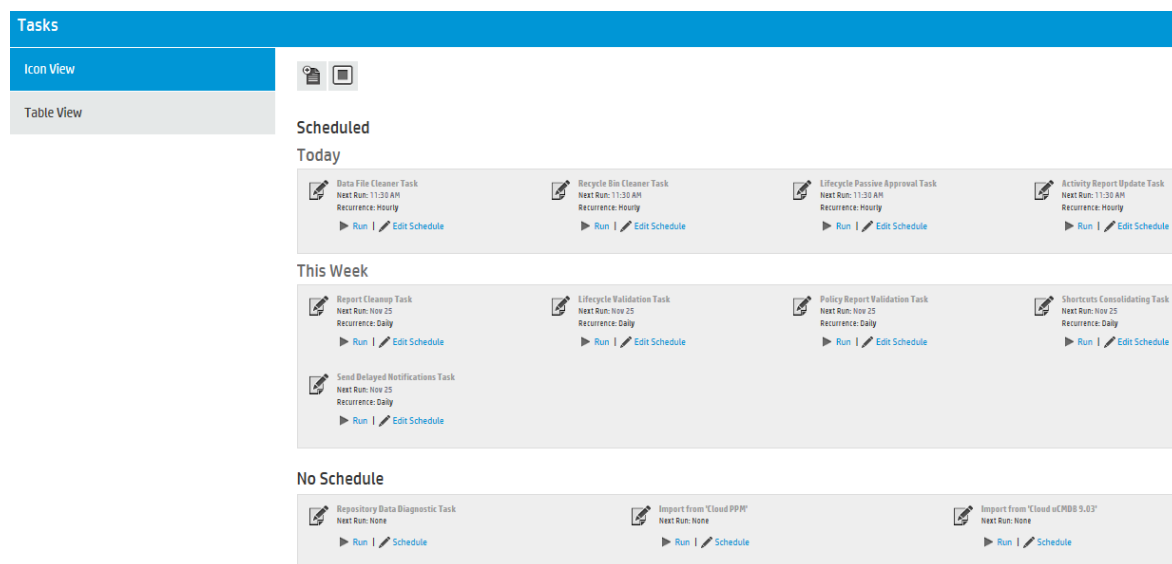 Tasks
Icon View
Table View
Scheduled
Today
Data File Cleaner Task
Next Run: 11:30 AM
Recurrence: Hourly
Run | Edit Schedule
Recycle Bin Cleaner Task
Next Run: 11:30 AM
Recurrence: Hourly
Run | Edit Schedule
Lifecycle Passive Approval Task
Next Run: 11:30 AM
Recurrence: Hourly
Run | Edit Schedule
Activity Report Update Task
Next Run: 11:30 AM
Recurrence: Hourly
Run | Edit Schedule
This Week
Report Cleanup Task
Next Run: Nov 25
Recurrence: Daily
Run | Edit Schedule
Lifecycle Validation Task
Next Run: Nov 25
Recurrence: Daily
Run | Edit Schedule
Policy Report Validation Task
Next Run: Nov 25
Recurrence: Daily
Run | Edit Schedule
Shortcuts Consolidating Task
Next Run: Nov 25
Recurrence: Daily
Run | Edit Schedule
Send Delayed Notifications Task
Next Run: Nov 25
Recurrence: Daily
Run | Edit Schedule
No Schedule
Repository Data Diagnostic Task
Next Run: None
Run | Schedule
Import from 'Cloud PPM'
Next Run: None
Run | Schedule
Import from 'Cloud uCMDB 9.03'
Next Run: None
Run | Schedule